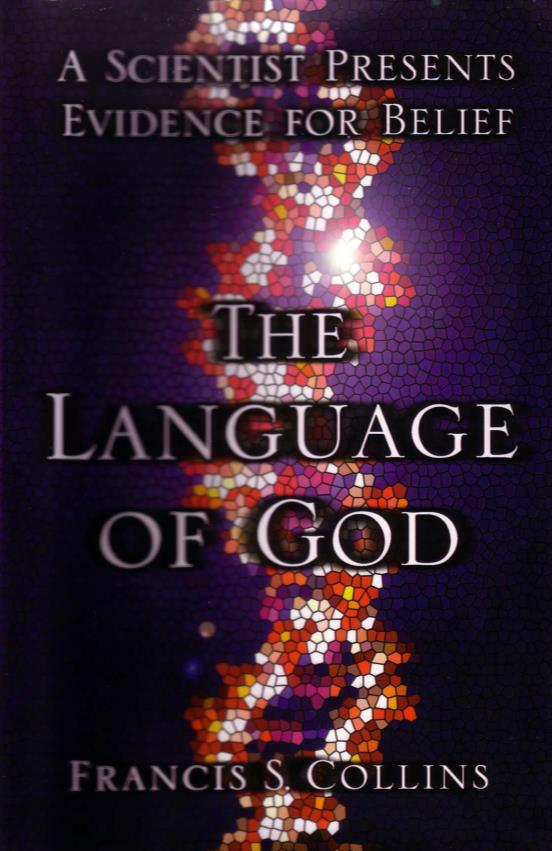 A SCIENTIST PRESENTS
EVIDENCE FOR BELIEF
THE
LANGUAGE
OF GOD
FRANCIS S. COLLINS